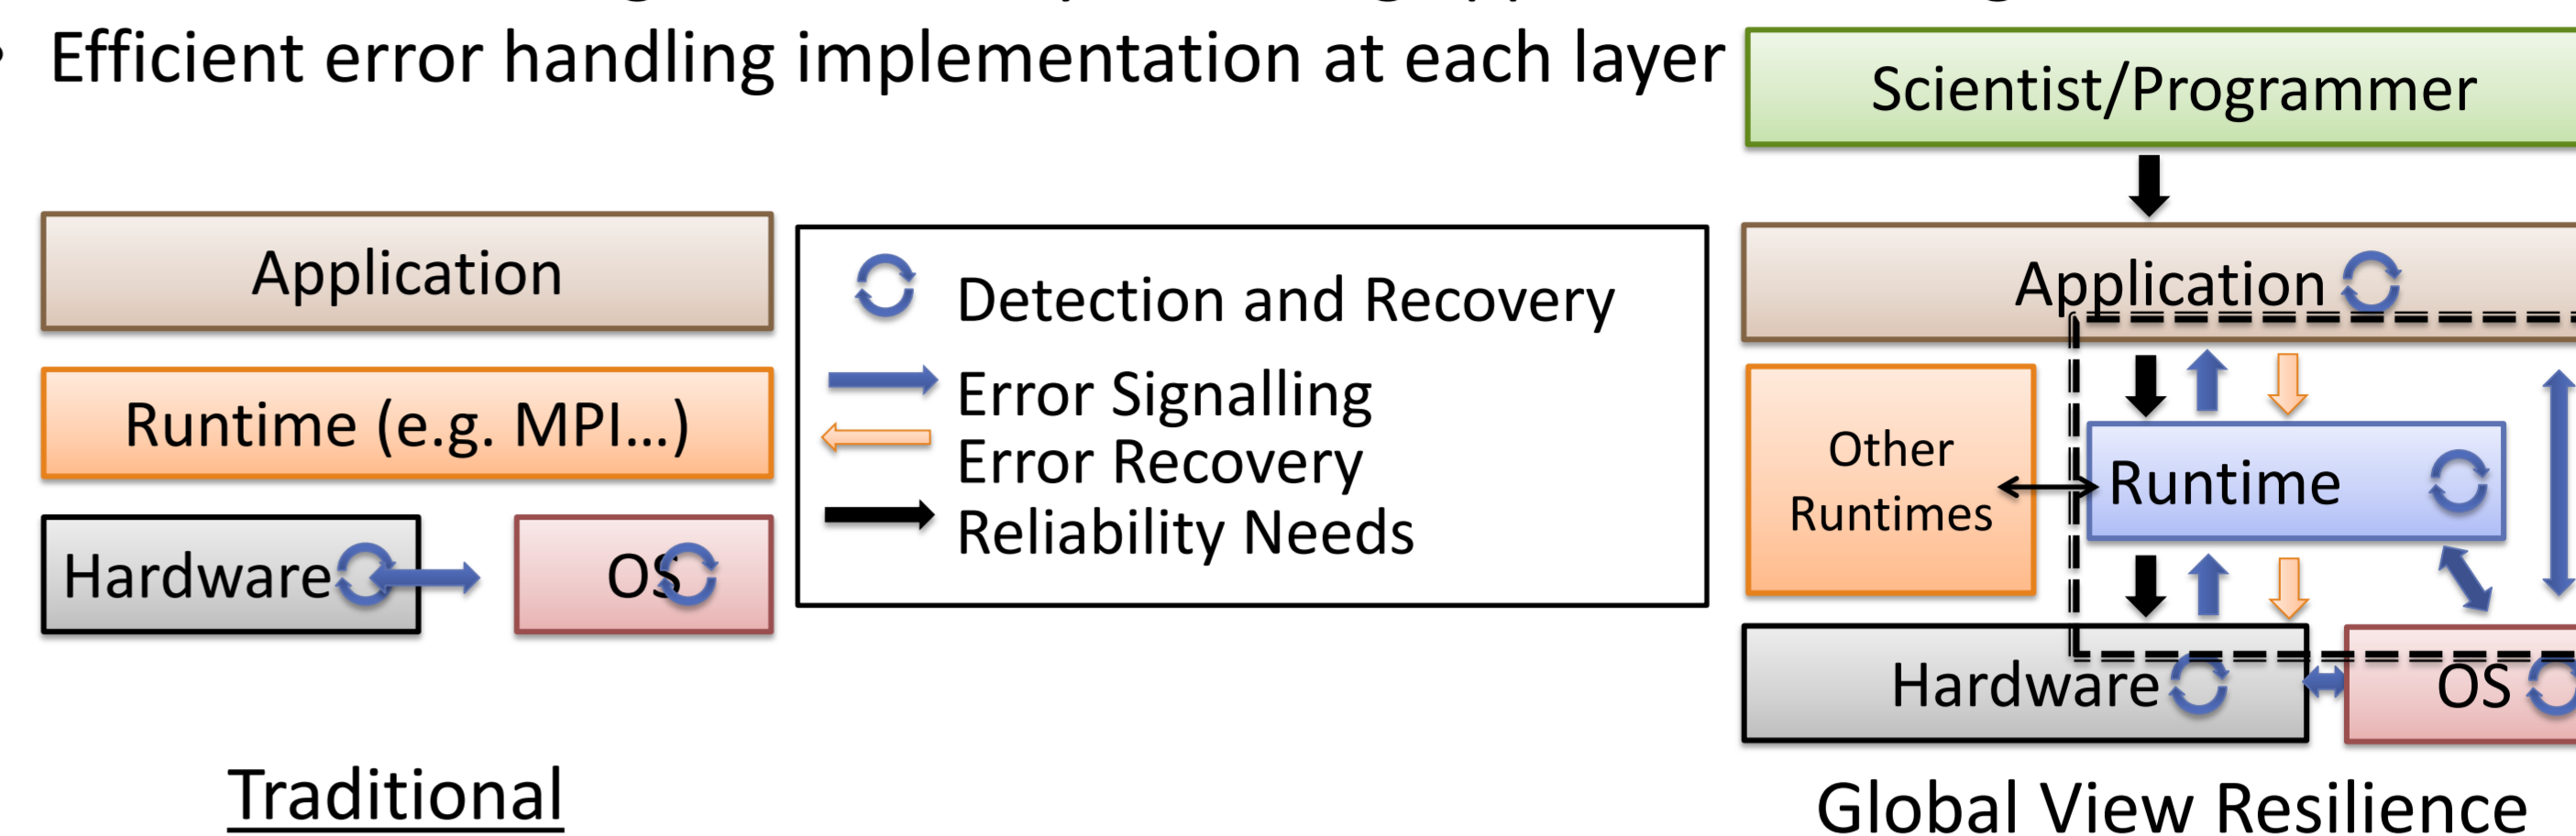 • Efficient error handling implementation at each layer
Scientist/Programmer
Application
Runtime (e.g. MPI…)
Hardware
OS
Detection and Recovery
Error Signalling
Error Recovery
Reliability Needs
Application
Other
Runtimes
Runtime
Hardware
OS
Traditional
Global View Resilience